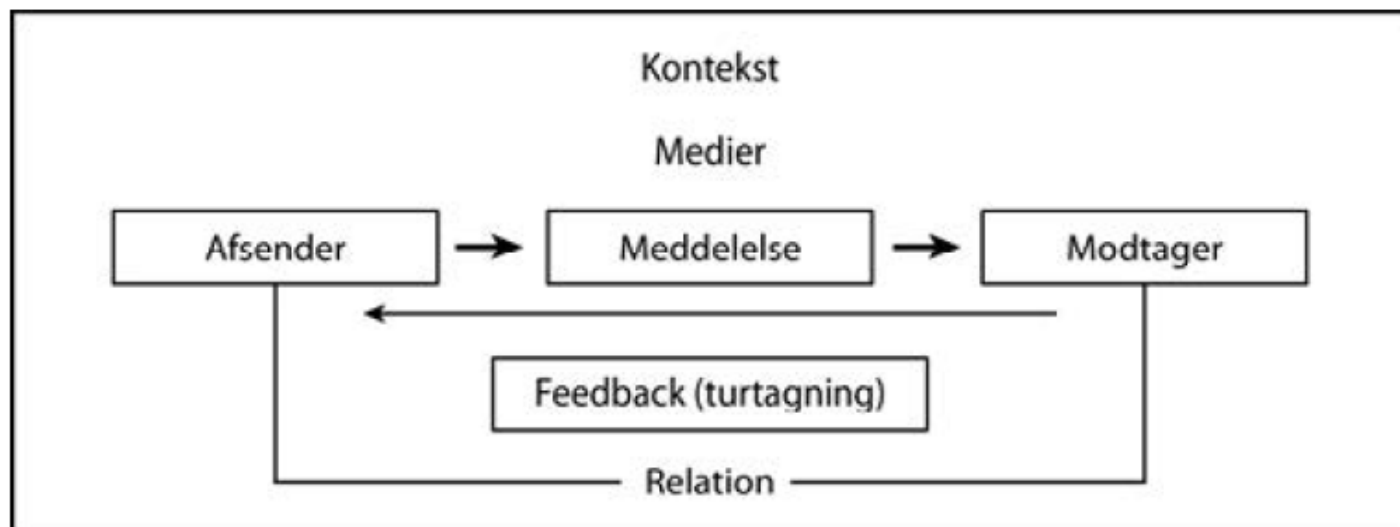 Kontekst
Medier
Afsender
Meddelelse
Modtager
Feedback (turtagning)
Relation